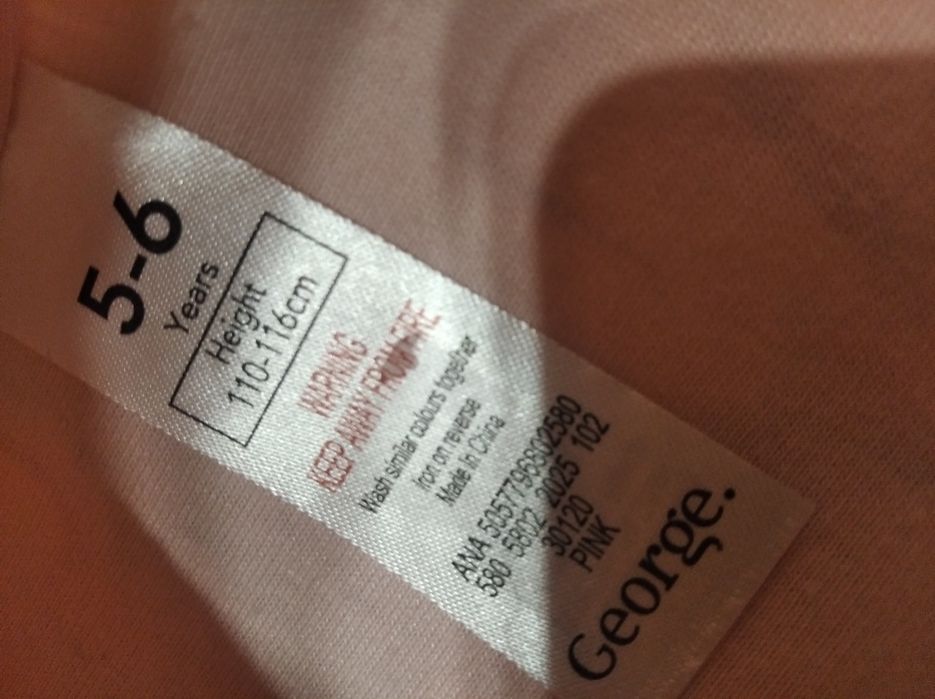 5-6
Years
Height
110-116cm
WARNING
KEEP AWAY FROM FIRE
Wash similar colours together
Iron on reverse
Made In China
ANA 5057796802580
580 5802 2025 102
30120
PINK
George.